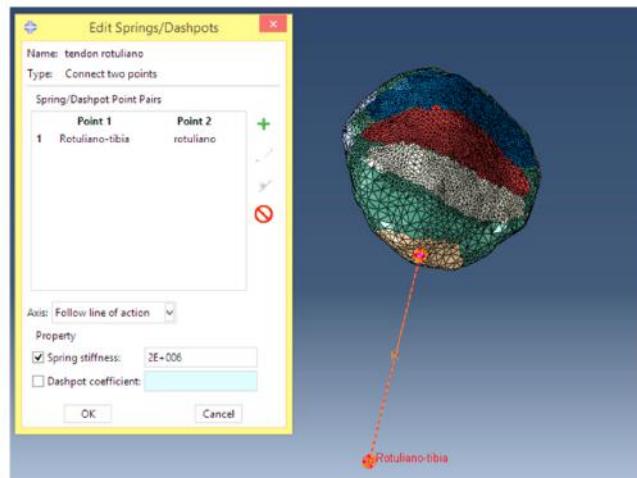 Edit Springs/Dashpots
Name: tendon rotuliano
Type: Connect two points
Spring/Dashpot Point Pairs
Point 1 Point 2
1 Rotuliano-tibia rotuliano
Axis: Follow line of action
Property
Spring stiffness: 2E+006
Dashpot coefficient:
OK Cancel
Rotuliano-tibia